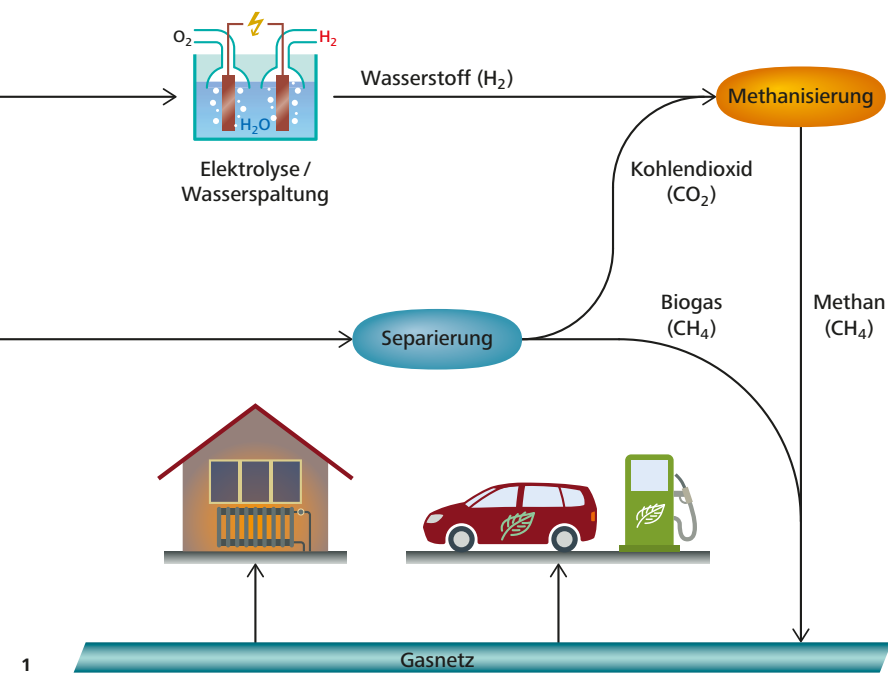 O₂
H₂
H₂O
Wasserstoff (H₂)
Methanisierung
Elektrolyse /
Wasserspaltung
Kohlendioxid
(CO₂)
Biogas
(CH₄)
Methan
(CH₄)
Separierung
1
Gasnetz